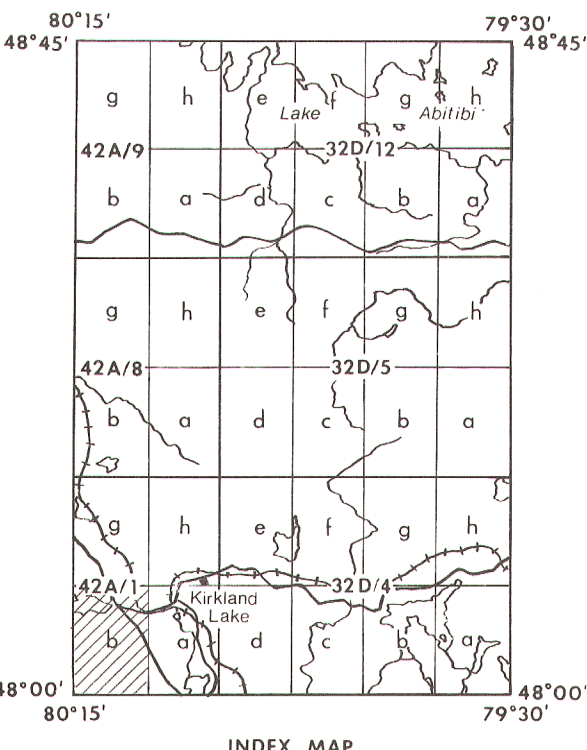 80°15'
79°30'
48°45'
48°45'
g h e f g h
Lake Abitibi
42A/9 32D/12
b a d c b a
g h e f g h
42A/8 32D/5
b a d c b a
g h e f g h
42A/1 32D/4
Kirkland
Lake
b a d c b a
48°00'
48°00'
80°15'
79°30'
INDEX MAP